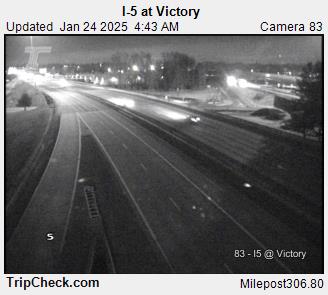 I-5 at Victory
Updated Jan 24 2025 4:43 AM Camera 83
83 - I5 @ Victory
TripCheck.com Milepost306.80